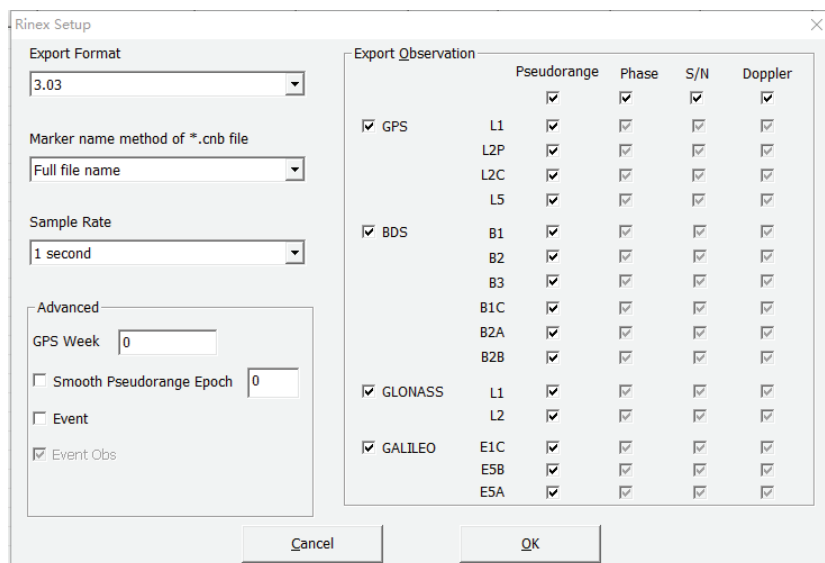 Rinex Setup
Export Format
3.03
Marker name method of *.cnb file
Full file name
Sample Rate
1 second
Advanced
GPS Week 0
Smooth Pseudorange Epoch 0
Event
Event Obs
Export Observation
Pseudorange Phase S/N Doppler
GPS L1
L2P
L2C
L5
BDS B1
B2
B3
B1C
B2A
B2B
GLONASS L1
L2
GALILEO E1C
E5B
E5A
Cancel OK